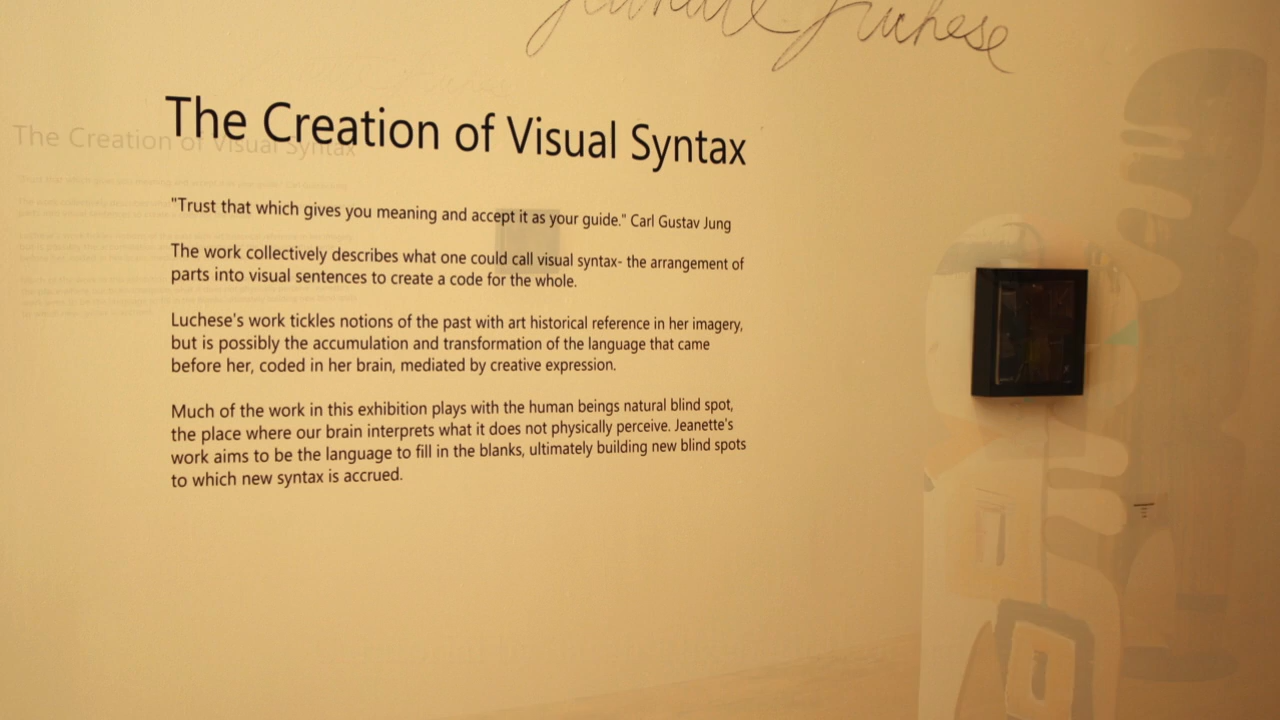 Jeanette Luchese
The Creation of Visual Syntax
"Trust that which gives you meaning and accept it as your guide." Carl Gustav Jung
The work collectively describes what one could call visual syntax- the arrangement of
parts into visual sentences to create a code for the whole.
Luchese's work tickles notions of the past with art historical reference in her imagery,
but is possibly the accumulation and transformation of the language that came
before her, coded in her brain, mediated by creative expression.
Much of the work in this exhibition plays with the human beings natural blind spot,
the place where our brain interprets what it does not physically perceive. Jeanette's
work aims to be the language to fill in the blanks, ultimately building new blind spots
to which new syntax is accrued.